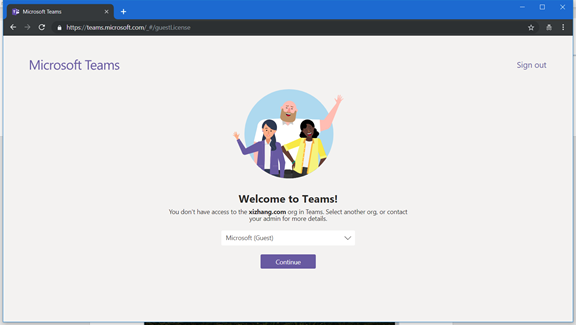 Microsoft Teams
https://teams.microsoft.com/_#/guestLicense
Microsoft Teams
Sign out
Welcome to Teams!
You don't have access to the xizhang.com org in Teams. Select another org, or contact
your admin for more details.
Microsoft (Guest)
Continue